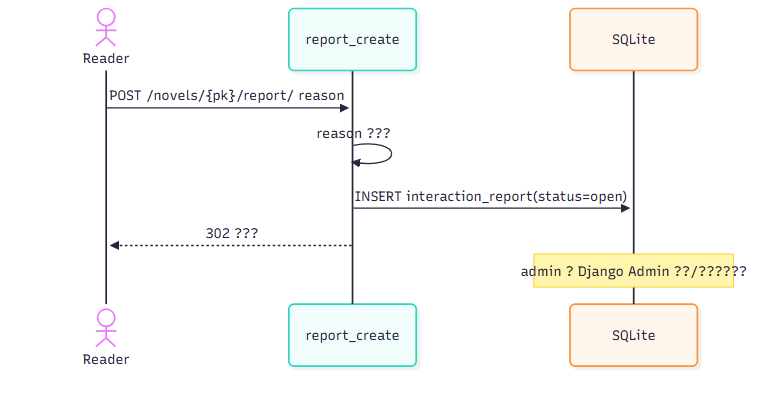 Reader
report_create
SQLite
POST /novels/{pk}/report/ reason
reason ???
INSERT interaction_report(status=open)
302 ???
admin ? Django Admin ??/??????
Reader
report_create
SQLite